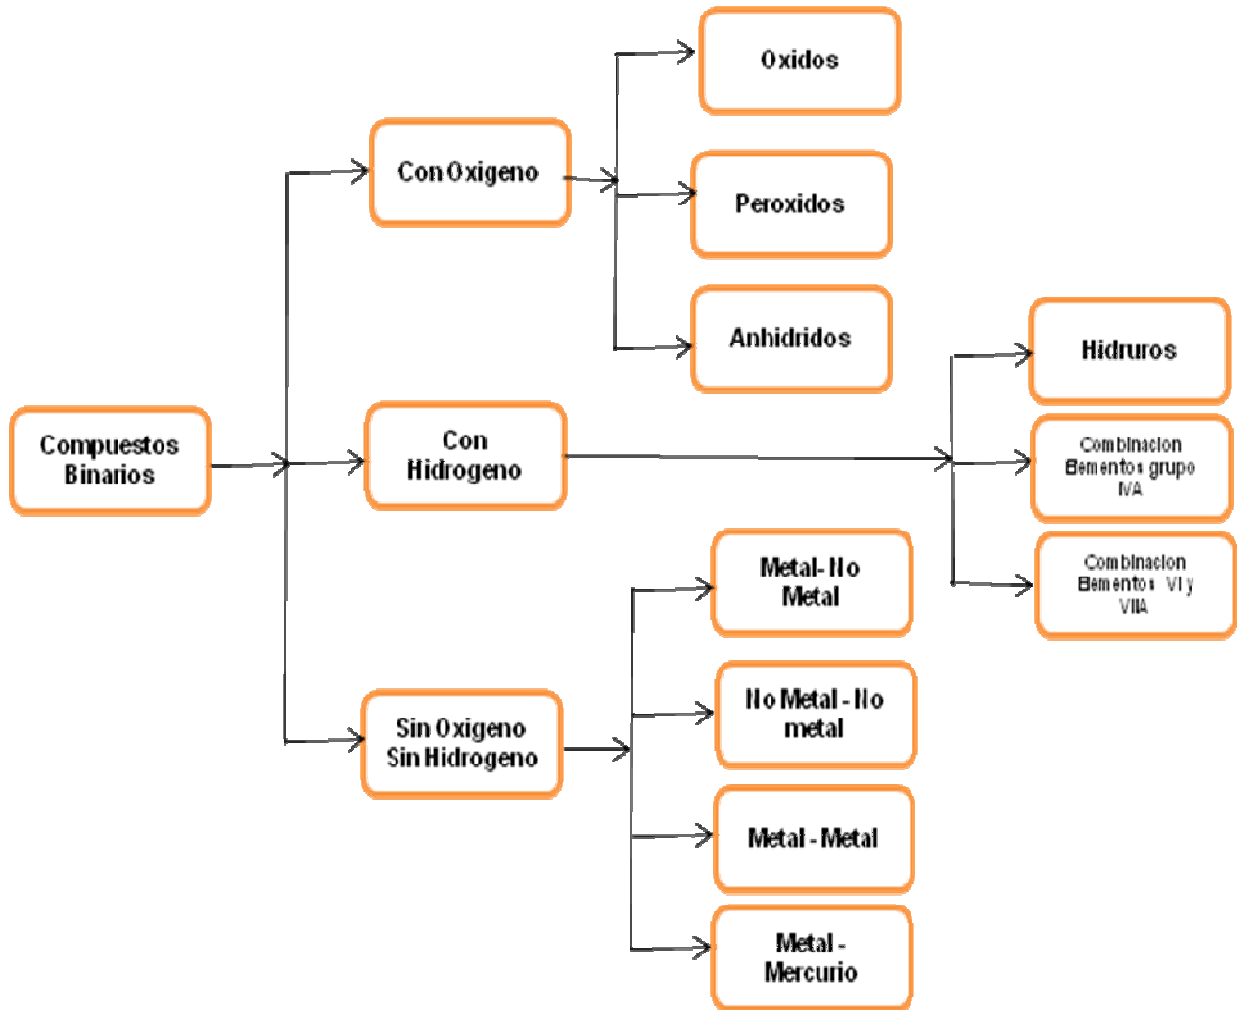 Oxidos
Con Oxigeno
Peroxidos
Anhidridos
Hidruros
Compuestos
Binarios
Con
Hidrogeno
Combinacion
Elementos grupo
IVA
Combinacion
Elementos VI y
VIIA
Metal- No
Metal
No Metal - No
metal
Sin Oxigeno
Sin Hidrogeno
Metal - Metal
Metal -
Mercurio